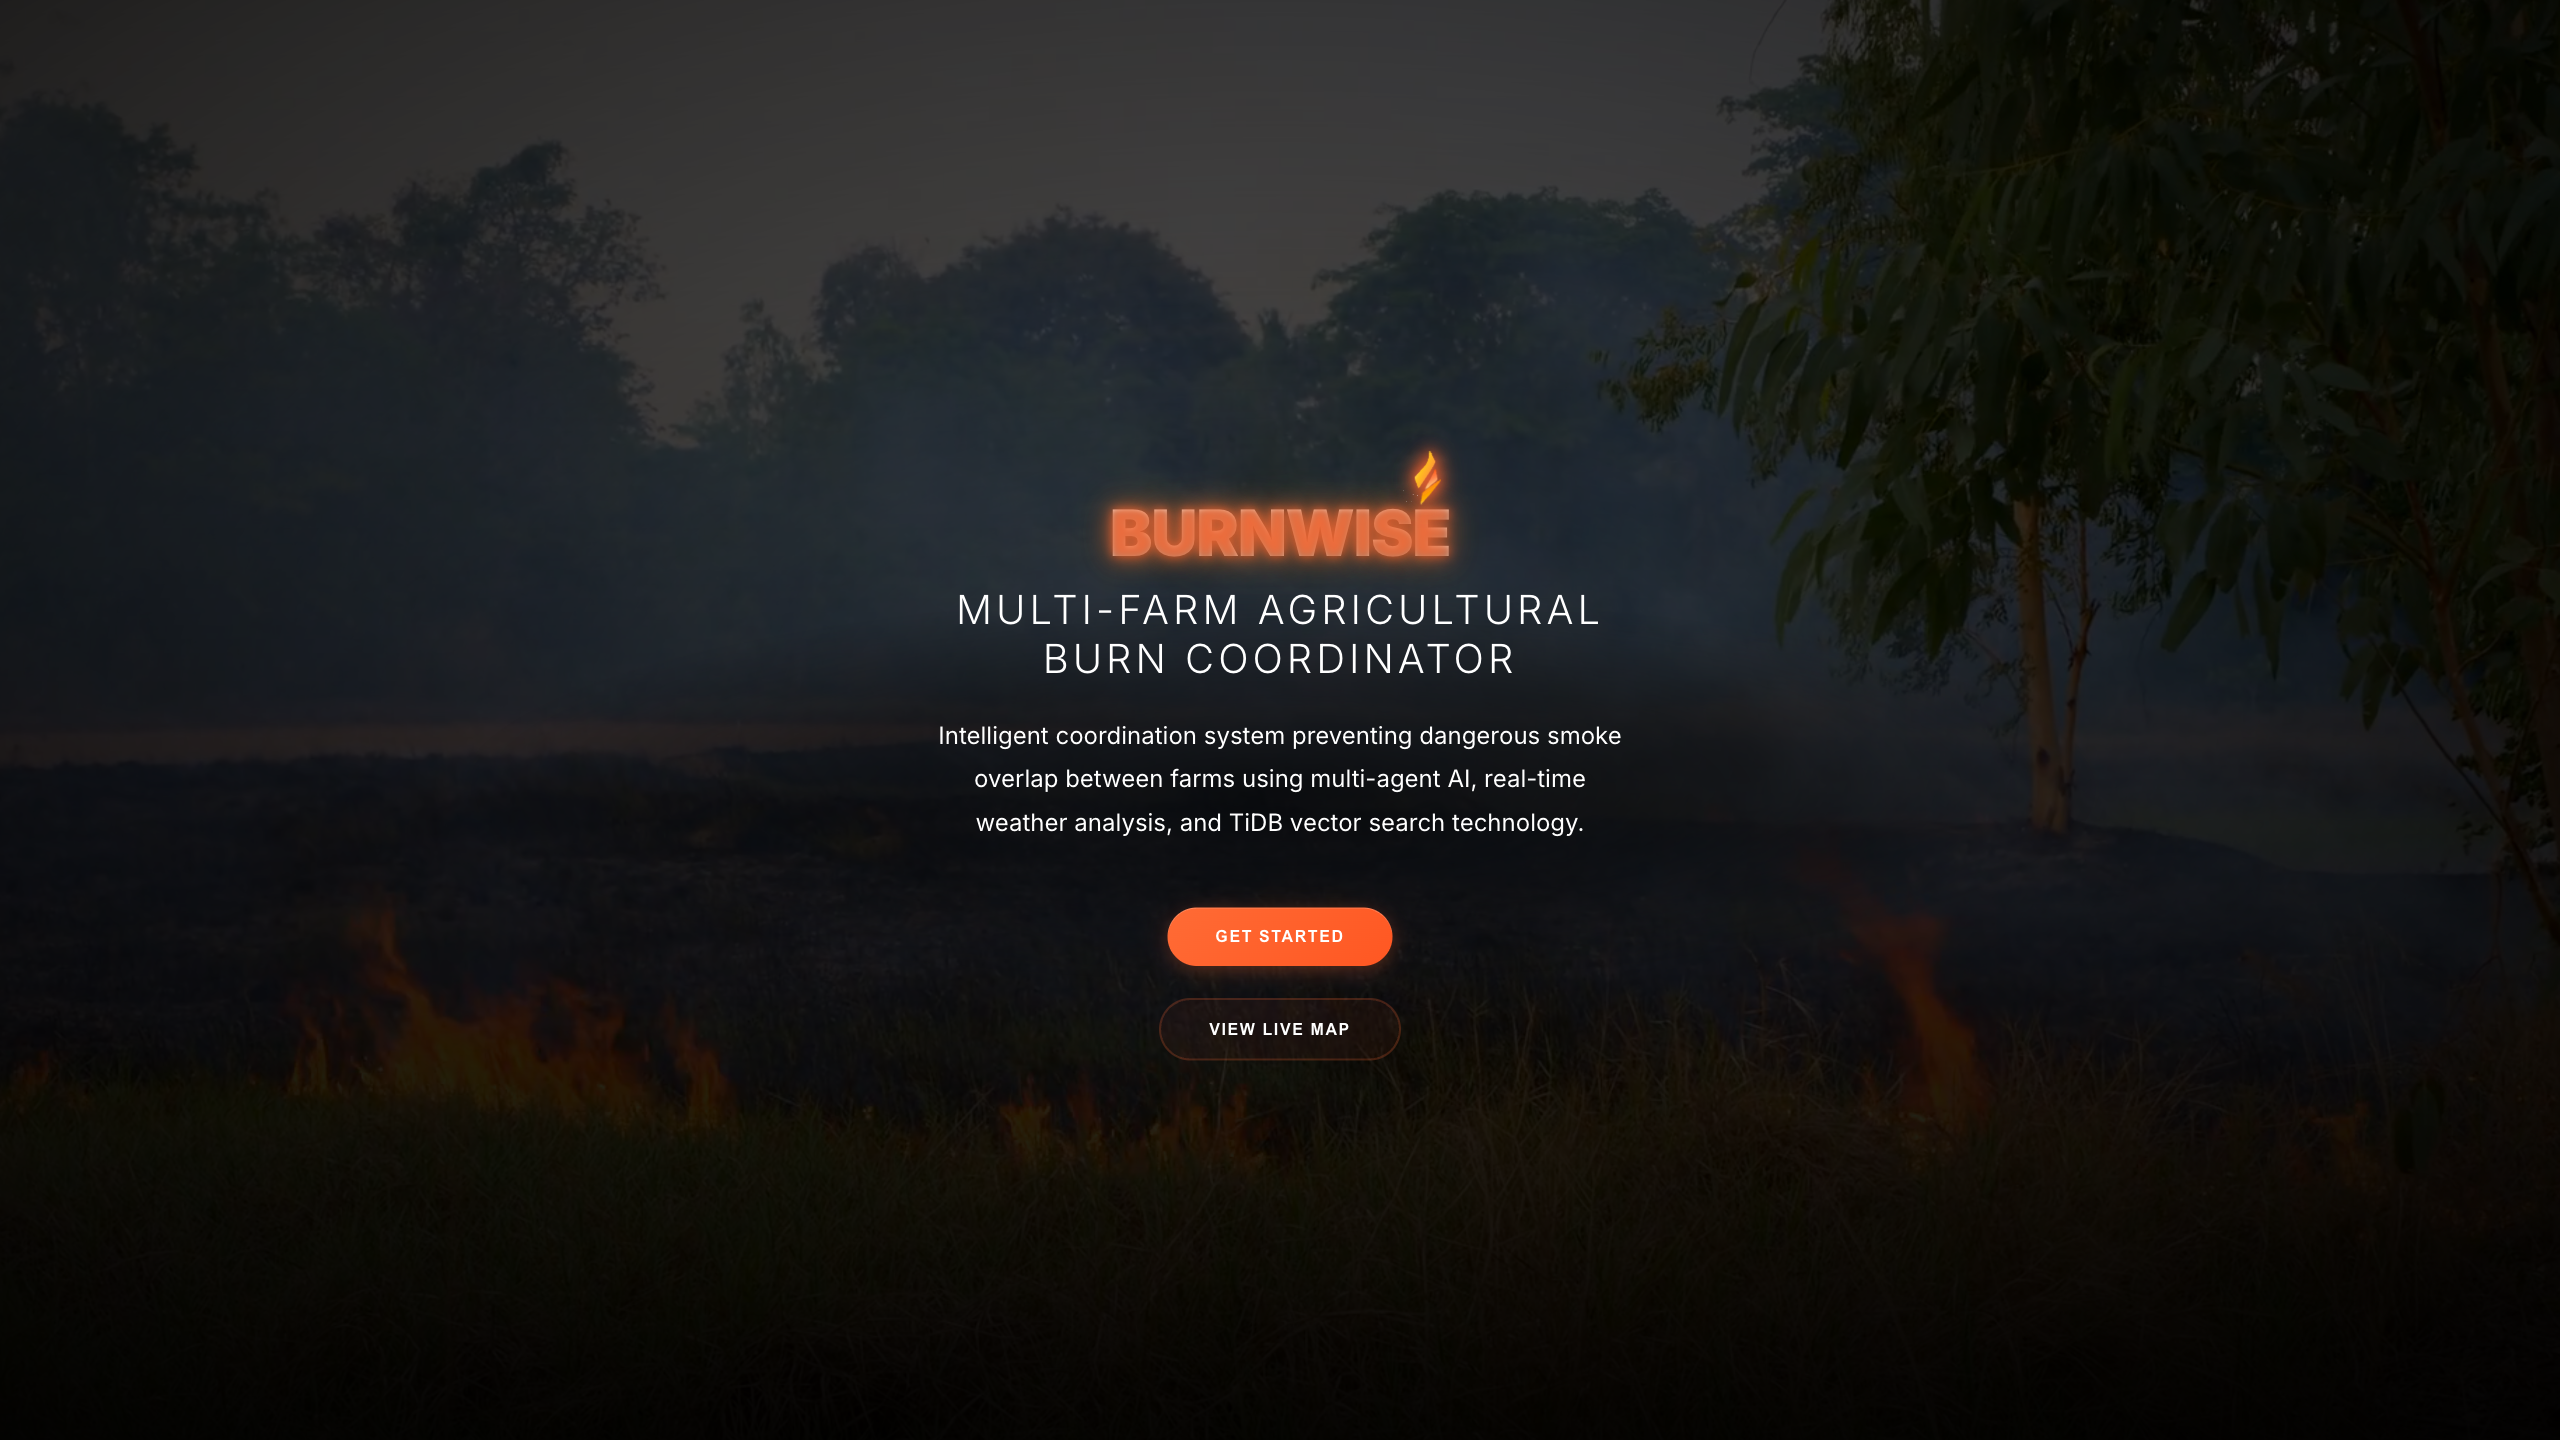 BURNWISE
MULTI-FARM AGRICULTURAL
BURN COORDINATOR
Intelligent coordination system preventing dangerous smoke
overlap between farms using multi-agent AI, real-time
weather analysis, and TiDB vector search technology.
GET STARTED
VIEW LIVE MAP